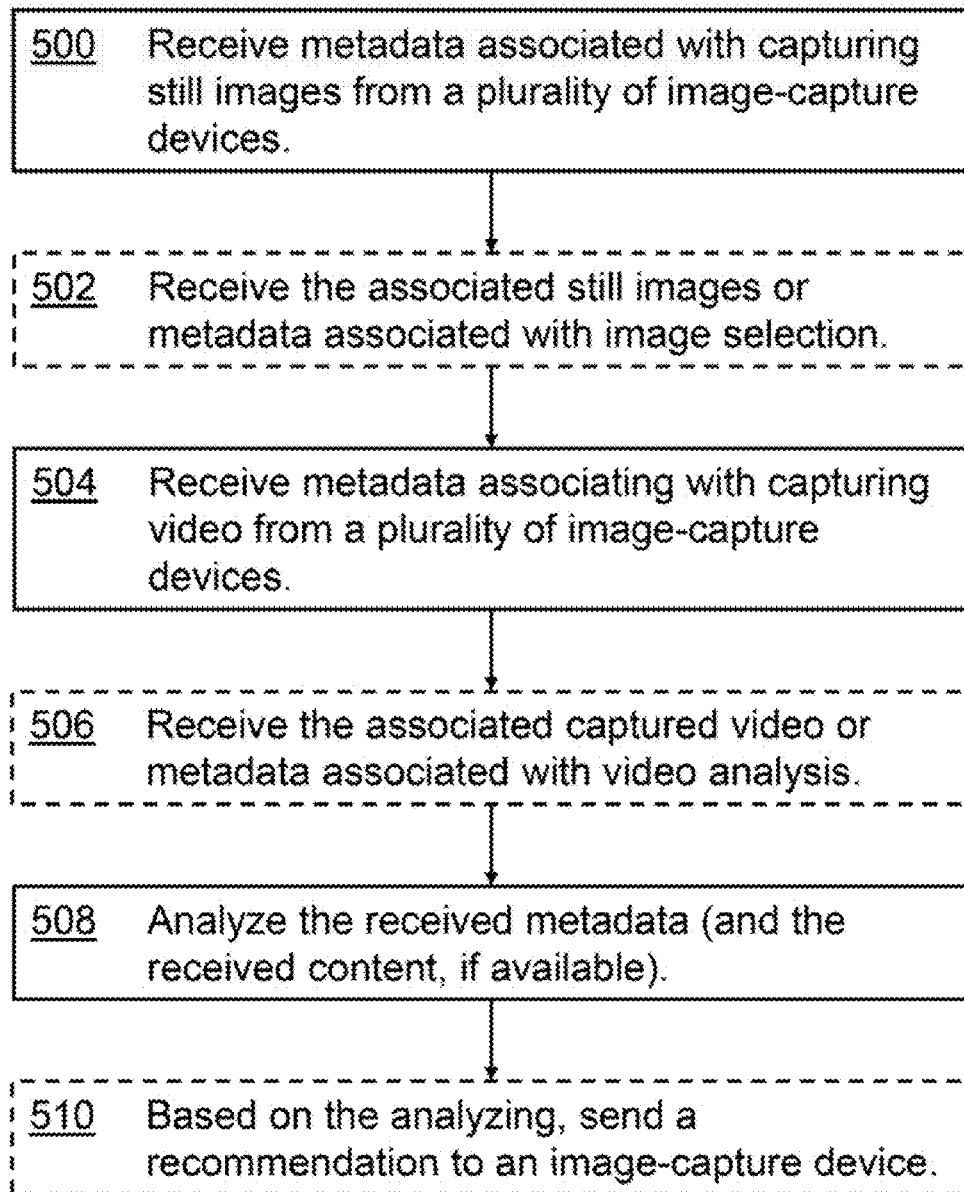 500 Receive metadata associated with capturing
still images from a plurality of image-capture
devices.
502 Receive the associated still images or
metadata associated with image selection.
504 Receive metadata associating with capturing
video from a plurality of image-capture
devices.
506 Receive the associated captured video or
metadata associated with video analysis.
508 Analyze the received metadata (and the
received content, if available).
510 Based on the analyzing, send a
recommendation to an image-capture device.